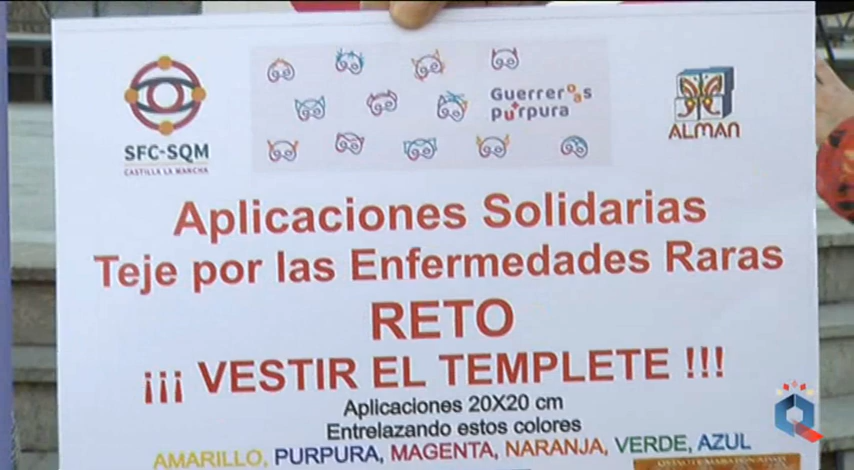 SFC-SQM
CASTILLA LA MANCHA
Guerrer@s
púrpura
ALMAN
Aplicaciones Solidarias
Teje por las Enfermedades Raras
RETO
¡¡¡ VESTIR EL TEMPLETE !!!
Aplicaciones 20X20 cm
Entrelazando estos colores
AMARILLO, PURPURA, MAGENTA, NARANJA, VERDE, AZUL